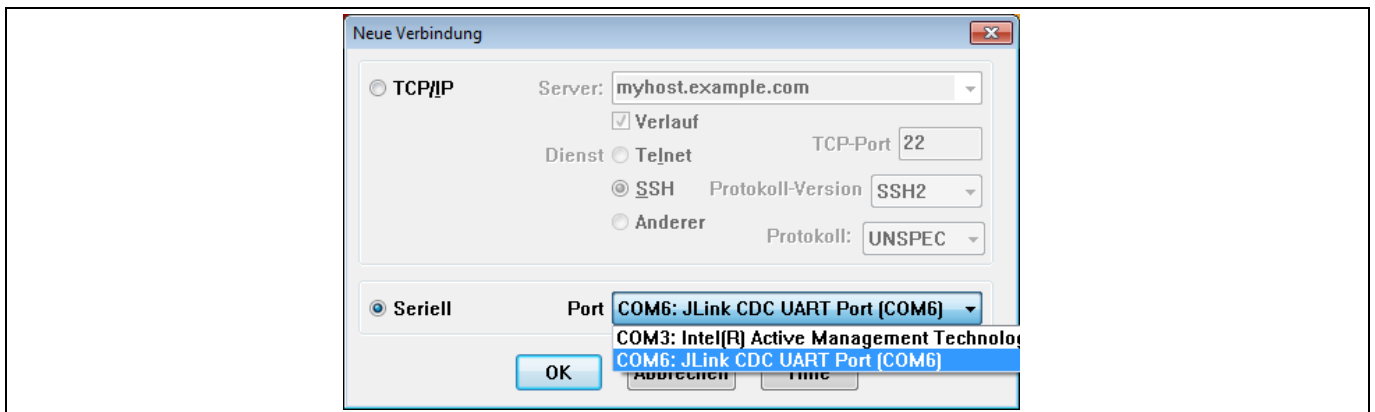 Neue Verbindung
TCP/IP Server: myhost.example.com
Verlauf
TCP-Port 22
Dienst Telnet
SSH Protokoll-Version SSH2
Anderer
Protokoll: UNSPEC
Seriell Port COM6: JLink CDC UART Port (COM6)
COM3: Intel(R) Active Management Technolog
COM6: JLink CDC UART Port (COM6)
OK Abbrechen